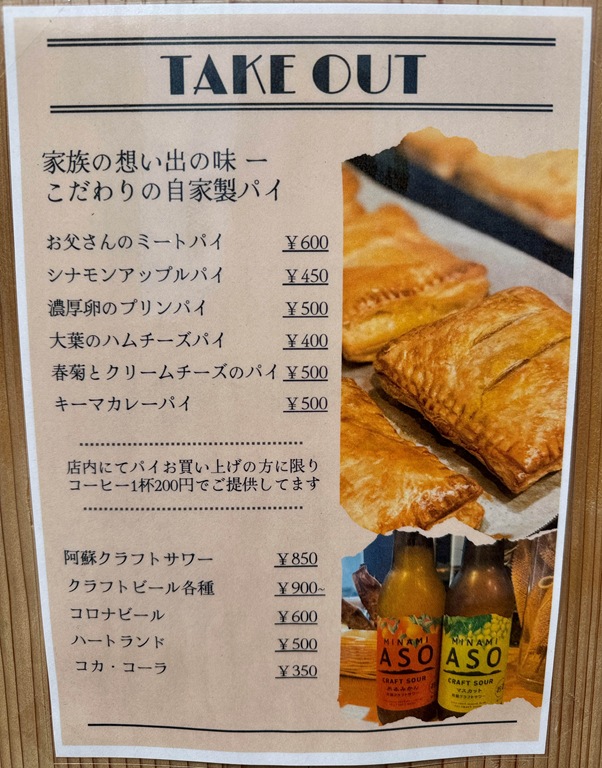 TAKE OUT
家族の想い出の味 ー
こだわりの自家製パイ
お父さんのミートパイ ￥600
シナモンアップルパイ ￥450
濃厚卵のプリンパイ ￥500
大葉のハムチーズパイ ￥400
春菊とクリームチーズのパイ ￥500
キーマカレーパイ ￥500
店内にてパイお買い上げの方に限り
コーヒー1杯200円でご提供してます
阿蘇クラフトサワー ￥850
クラフトビール各種 ￥900~
コロナビール ￥600
ハートランド ￥500
コカ・コーラ ￥350
MINAMI
ASO
CRAFT SOUR
MINAMI
ASO
CRAFT SOUR
マスカット